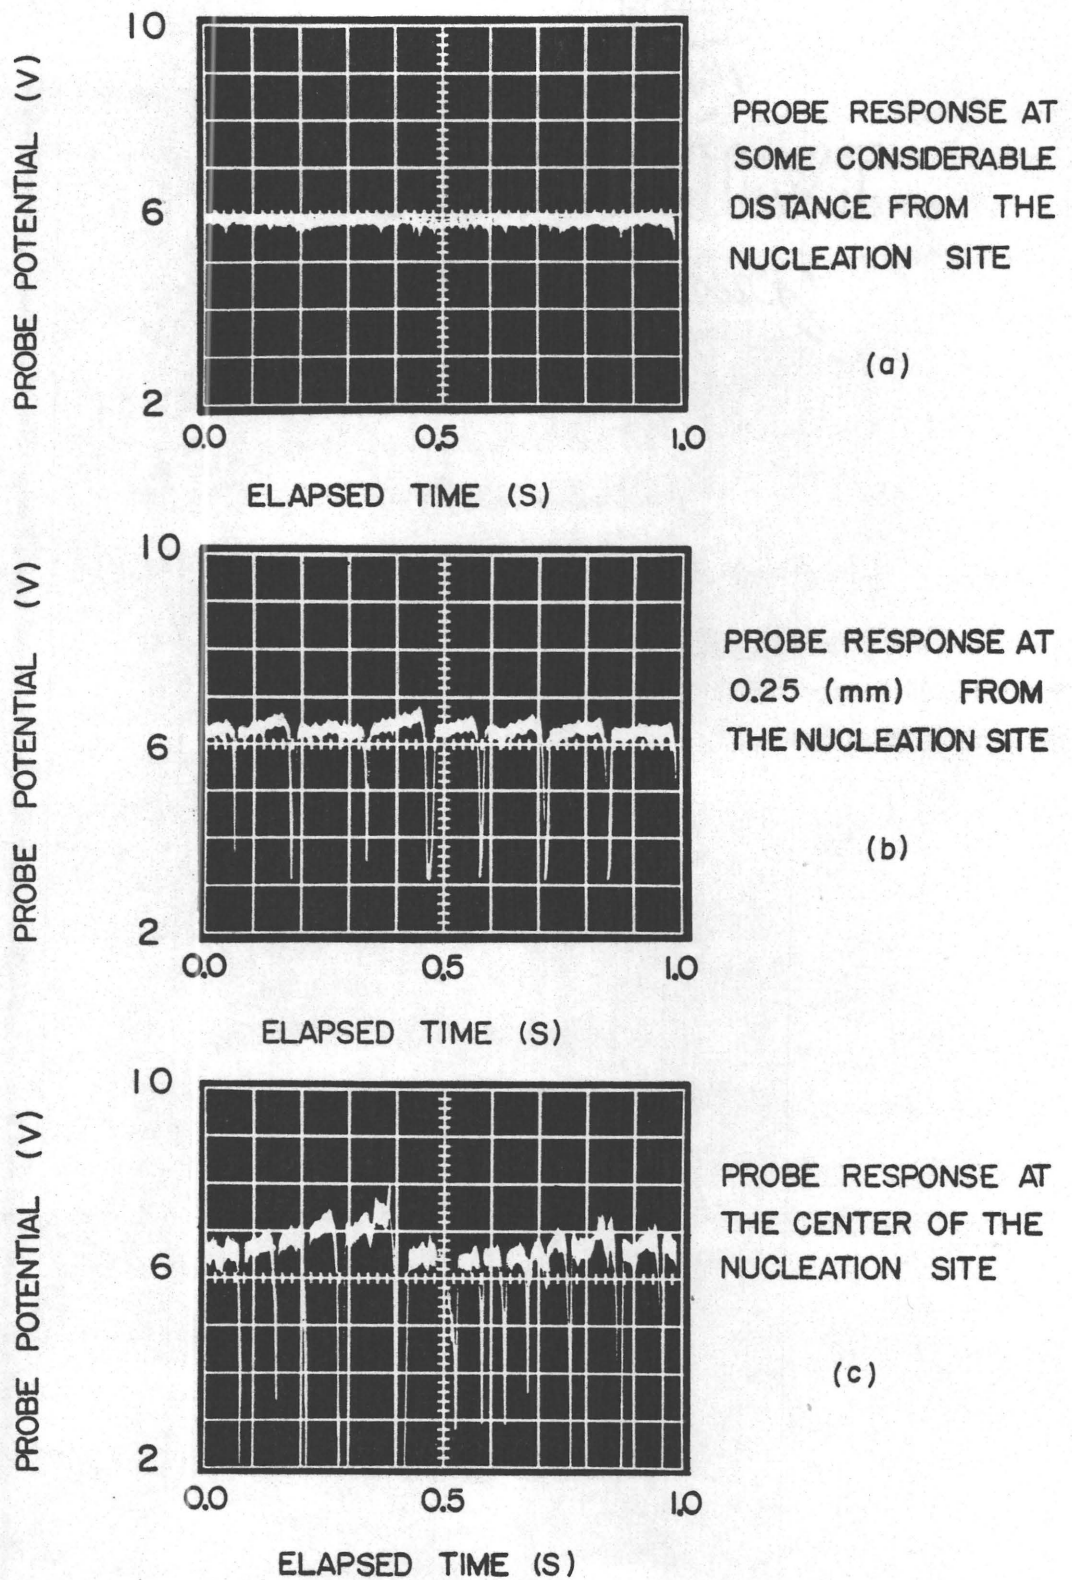 10
PROBE POTENTIAL (V)
6
2
0.0 0.5 1.0
ELAPSED TIME (S)
PROBE RESPONSE AT
SOME CONSIDERABLE
DISTANCE FROM THE
NUCLEATION SITE
(a)
10
PROBE POTENTIAL (V)
6
2
0.0 0.5 1.0
ELAPSED TIME (S)
PROBE RESPONSE AT
0.25 (mm) FROM
THE NUCLEATION SITE
(b)
10
PROBE POTENTIAL (V)
6
2
0.0 0.5 1.0
ELAPSED TIME (S)
PROBE RESPONSE AT
THE CENTER OF THE
NUCLEATION SITE
(c)